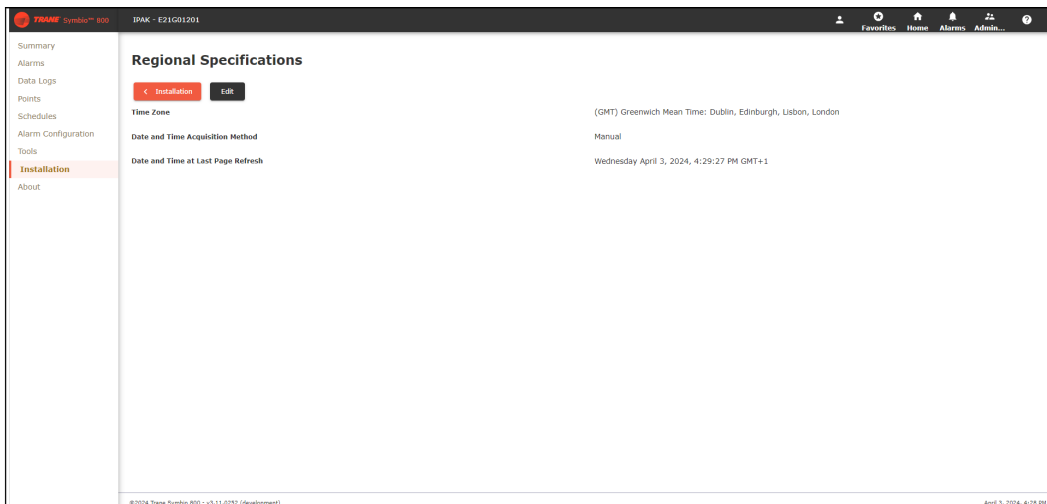 TRANE Symbio™ 800
IPAK - E21G01201
Favorites Home Alarms Admin...
Summary
Alarms
Data Logs
Points
Schedules
Alarm Configuration
Tools
Installation
About
Regional Specifications
Installation Edit
Time Zone (GMT) Greenwich Mean Time: Dublin, Edinburgh, Lisbon, London
Date and Time Acquisition Method Manual
Date and Time at Last Page Refresh Wednesday April 3, 2024, 4:29:27 PM GMT+1
©2024 Trane Symbio 800 - v3.11.0252 (development) April 3, 2024, 4:28 PM